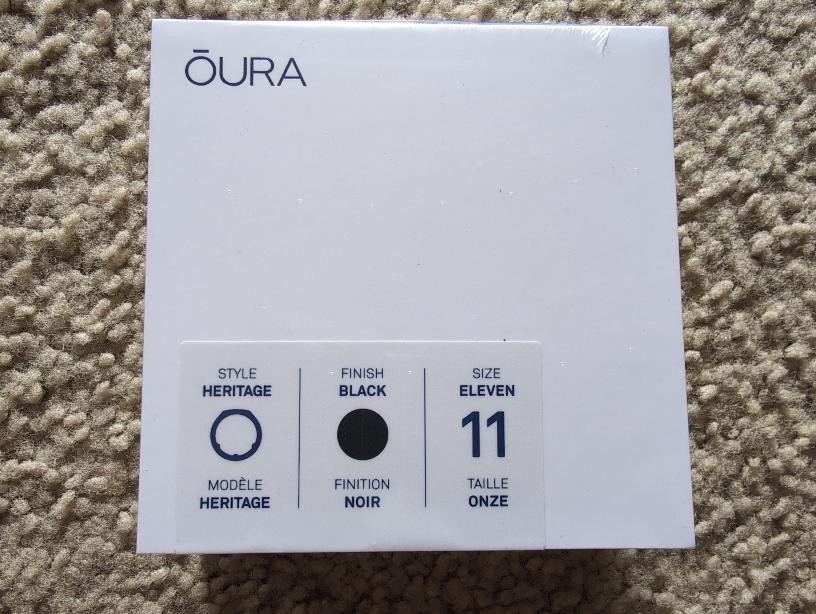 ŌURA
STYLE
HERITAGE
MODÈLE
HERITAGE
FINISH
BLACK
FINITION
NOIR
SIZE
ELEVEN
11
TAILLE
ONZE